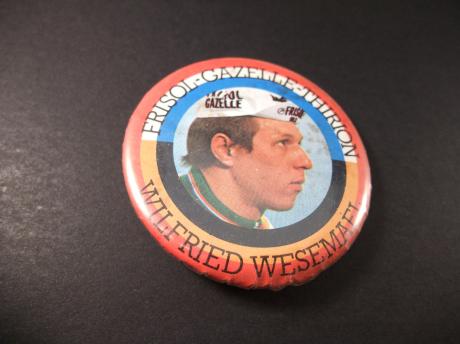 FRISOL-GAZELLE-THIRION
GAZELLE
FRISOL
WILFRIED WESEMAEL